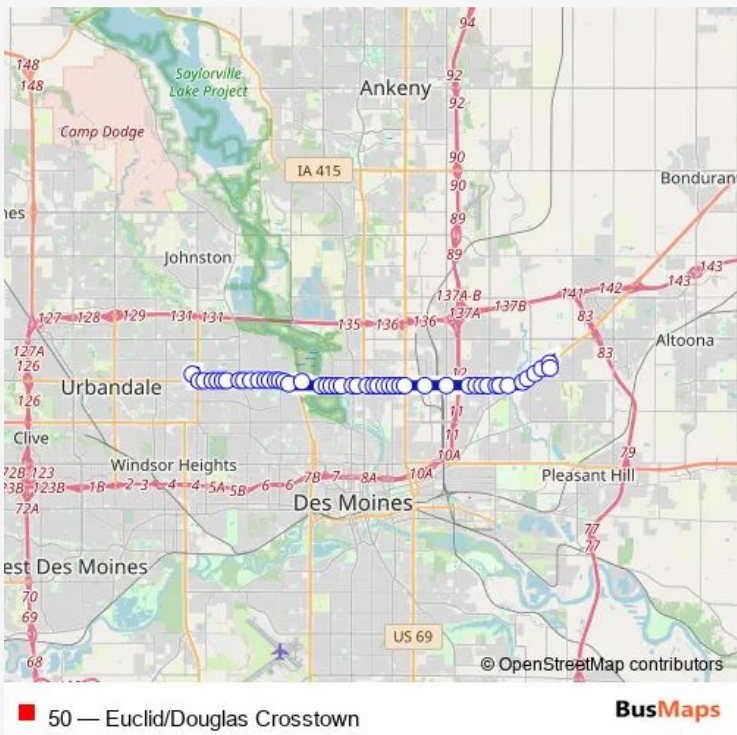 94
148
148
Saylorville
Lake Project
Ankeny
92
92
Camp Dodge
IA 415
90
90
Bonduran
nes
89
89
Johnston
143
142
143
141
137A-B
137B
137A
127
128
129
131
131
135
136
136
83
83
Altoona
127A
126
126
12
Urbandale
11
11
Clive
10A
79
72B
123
Windsor Heights
7B
7
8A
10A
Pleasant Hill
23B
123B
1B
2
3
4
4
5A
5B
6
6
72A
Des Moines
77
77
est Des Moines
70
69
US 69
68
© OpenStreetMap contributors
50 — Euclid/Douglas Crosstown
BusMaps